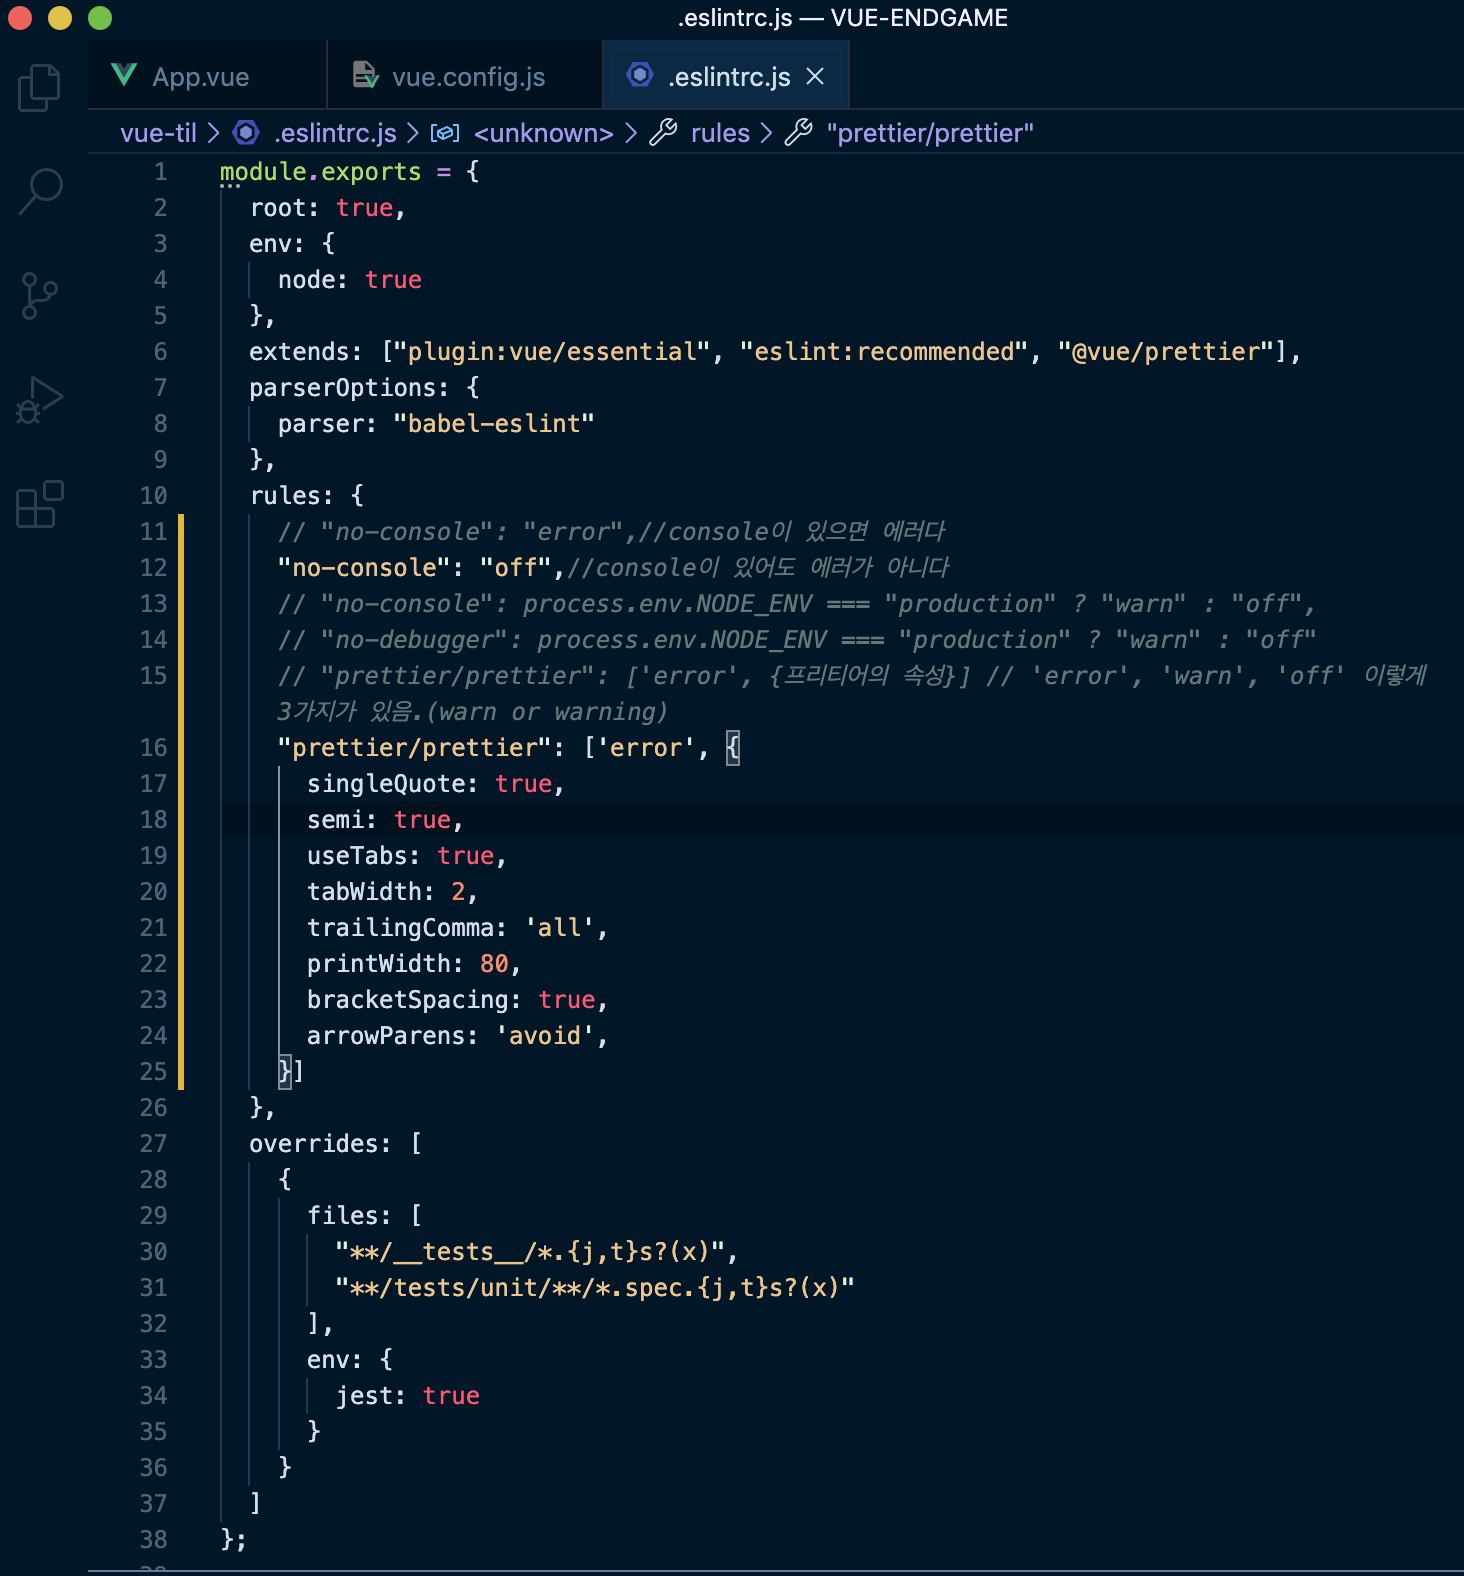 .eslintrc.js — VUE-ENDGAME
App.vue
vue.config.js
.eslintrc.js
vue-til > .eslintrc.js > <unknown> > rules > "prettier/prettier"
1 module.exports = {
2 root: true,
3 env: {
4 node: true
5 },
6 extends: ["plugin:vue/essential", "eslint:recommended", "@vue/prettier"],
7 parserOptions: {
8 parser: "babel-eslint"
9 },
10 rules: {
11 // "no-console": "error",//console이 있으면 에러다
12 "no-console": "off",//console이 있어도 에러가 아니다
13 // "no-console": process.env.NODE_ENV === "production" ? "warn" : "off",
14 // "no-debugger": process.env.NODE_ENV === "production" ? "warn" : "off"
15 // "prettier/prettier": ['error', {프리티어의 속성}] // 'error', 'warn', 'off' 이렇게
3가지가 있음.(warn or warning)
16 "prettier/prettier": ['error', {
17 singleQuote: true,
18 semi: true,
19 useTabs: true,
20 tabWidth: 2,
21 trailingComma: 'all',
22 printWidth: 80,
23 bracketSpacing: true,
24 arrowParens: 'avoid',
25 }]
26 },
27 overrides: [
28 {
29 files: [
30 "**/__tests__/*.{j,t}s?(x)",
31 "**/tests/unit/**/*.spec.{j,t}s?(x)"
32 ],
33 env: {
34 jest: true
35 }
36 }
37 ]
38 };